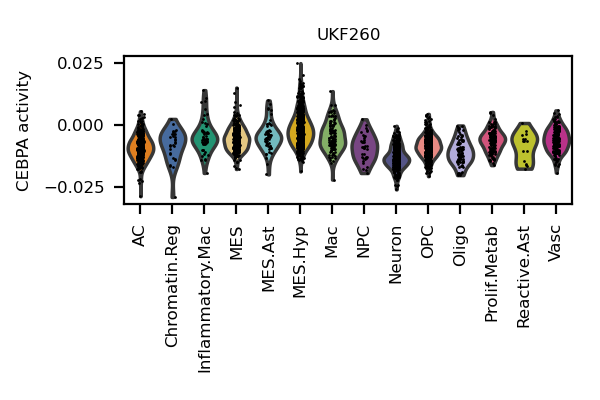 UKF260
CEBPA activity
0.025
0.000
−0.025
AC
Chromatin.Reg
Inflammatory.Mac
MES
MES.Ast
MES.Hyp
Mac
NPC
Neuron
OPC
Oligo
Prolif.Metab
Reactive.Ast
Vasc